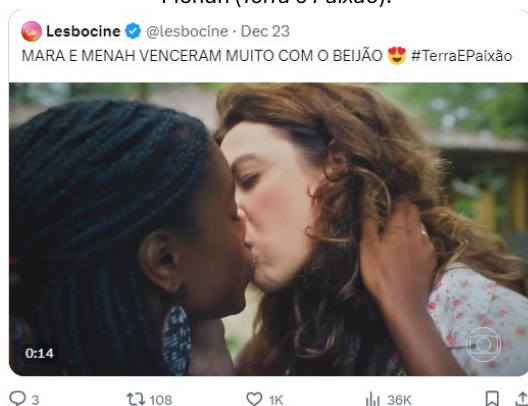 Menah (Terra e Paixão).
Lesbocine @lesbocine · Dec 23
MARA E MENAH VENCERAM MUITO COM O BEIJÃO 😍 #TerraEPaixão
0:14
3 108 1K 36K